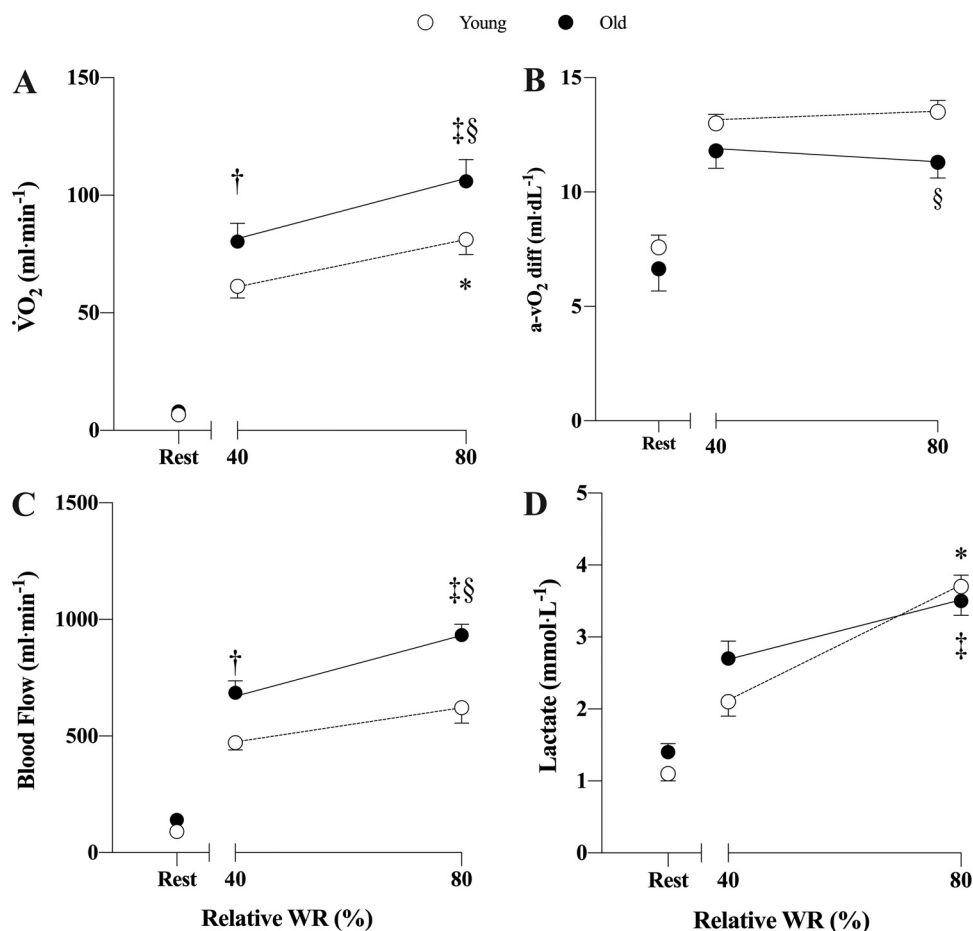 Young Old
A
150
100
50
0
V̇O₂ (ml·min⁻¹)
†
‡§
*
Rest 40 80
B
15
10
5
0
a-vO₂ diff (ml·dL⁻¹)
§
Rest 40 80
C
1500
1000
500
0
Blood Flow (ml·min⁻¹)
†
‡§
Rest 40 80
Relative WR (%)
D
5
4
3
2
1
0
Lactate (mmol·L⁻¹)
*
‡
Rest 40 80
Relative WR (%)